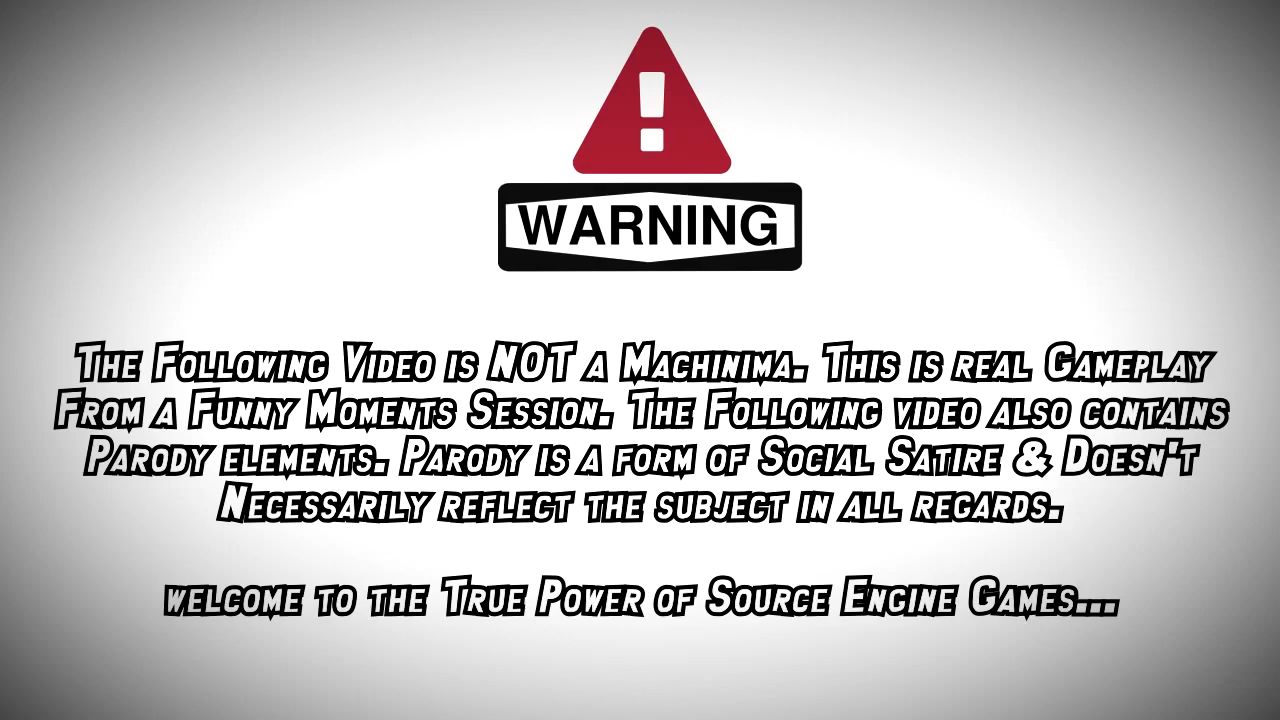 WARNING
The Following Video is NOT a Machinima. This is real Gameplay
From a Funny Moments Session. The Following video also contains
Parody elements. Parody is a form of Social Satire & Doesn't
Necessarily reflect the subject in all regards.
welcome to the True Power of Source Engine Games...